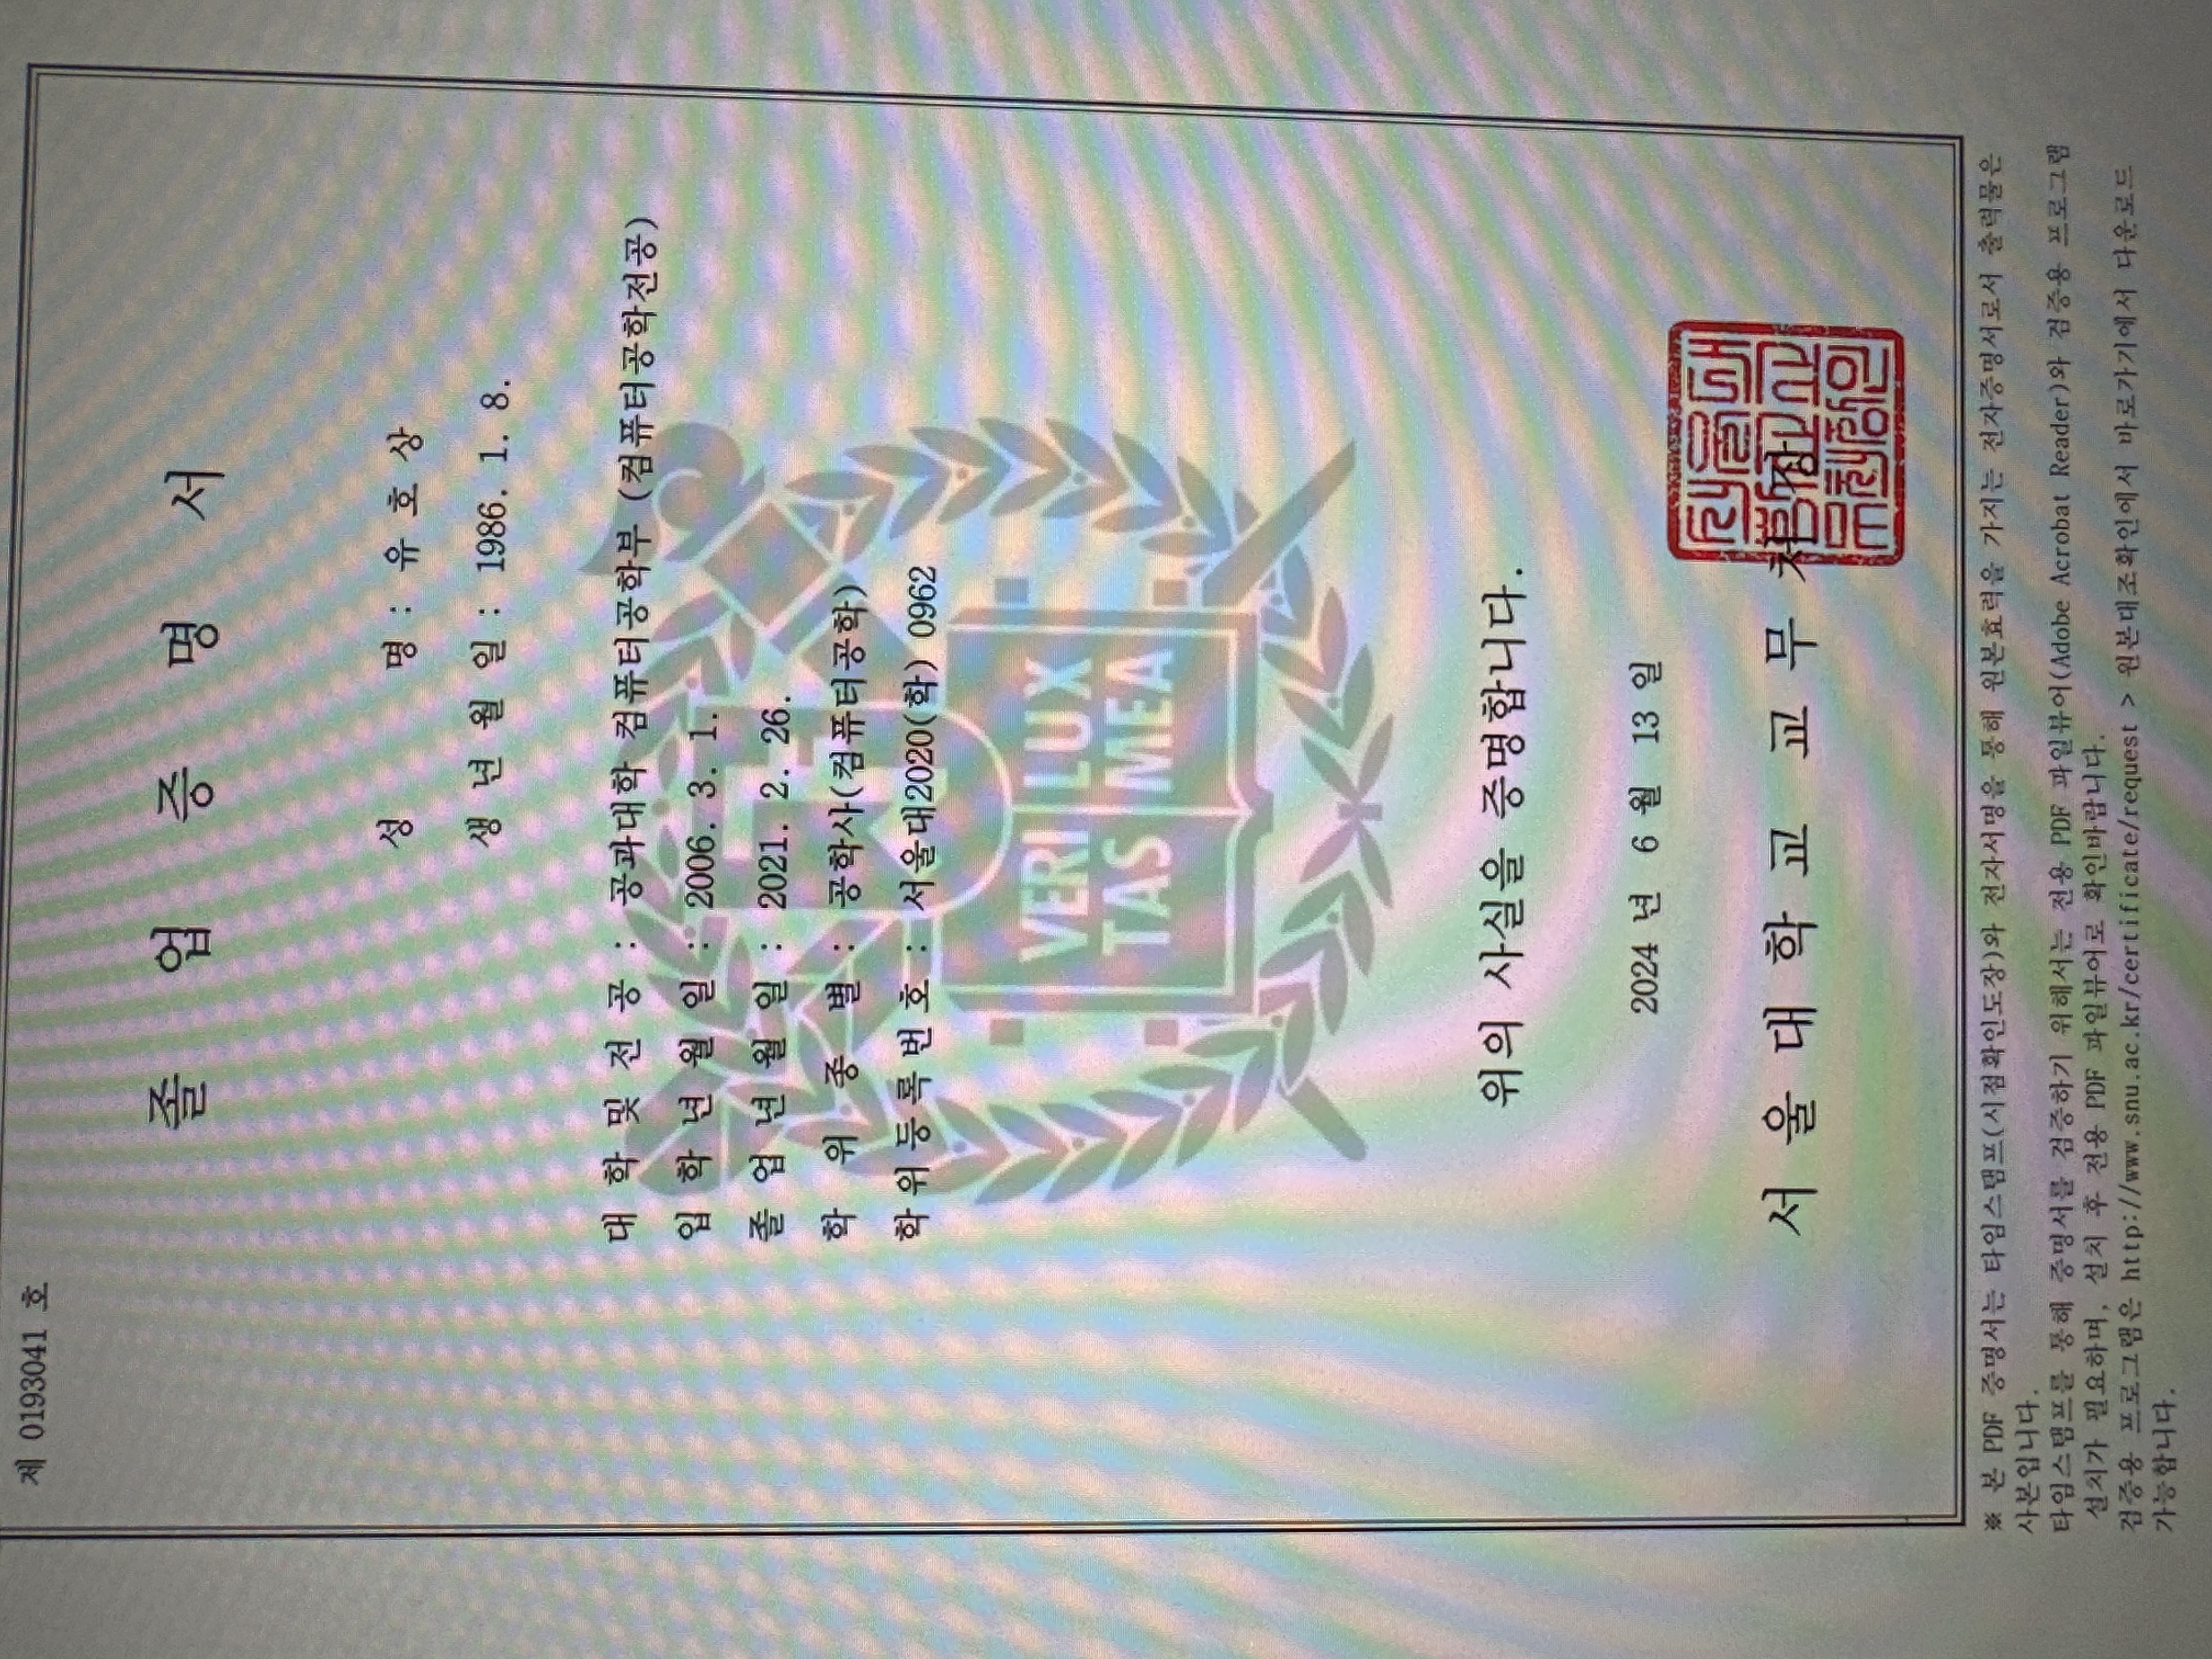 제 0193041 호
졸 업 증 명 서
성 명 : 유 호 상
생 년 월 일 : 1986. 1. 8.
대 학 및 전 공 : 공과대학 컴퓨터공학부 (컴퓨터공학전공)
입 학 년 월 일 : 2006. 3. 1.
졸 업 년 월 일 : 2021. 2. 26.
학 위 종 별 : 공학사(컴퓨터공학)
학위등록번호 : 서울대2020(학) 0962
VERI LUX
TAS MEA
위의 사실을 증명합니다.
2024 년 6 월 13 일
서 울 대 학 교 교 무 처 장
서울대
학교교
무처장인
※ 본 PDF 증명서는 타임스탬프(시점확인도장)와 전자서명을 통해 원본효력을 가지는 전자증명서로서 출력물은
사본입니다.
타임스탬프를 통해 증명서를 검증하기 위해서는 전용 PDF 파일뷰어(Adobe Acrobat Reader)와 검증용 프로그램
설치가 필요하며, 설치 후 전용 PDF 파일뷰어로 확인바랍니다.
검증용 프로그램은 http://www.snu.ac.kr/certificate/request > 원본대조확인에서 바로가기에서 다운로드
가능합니다.